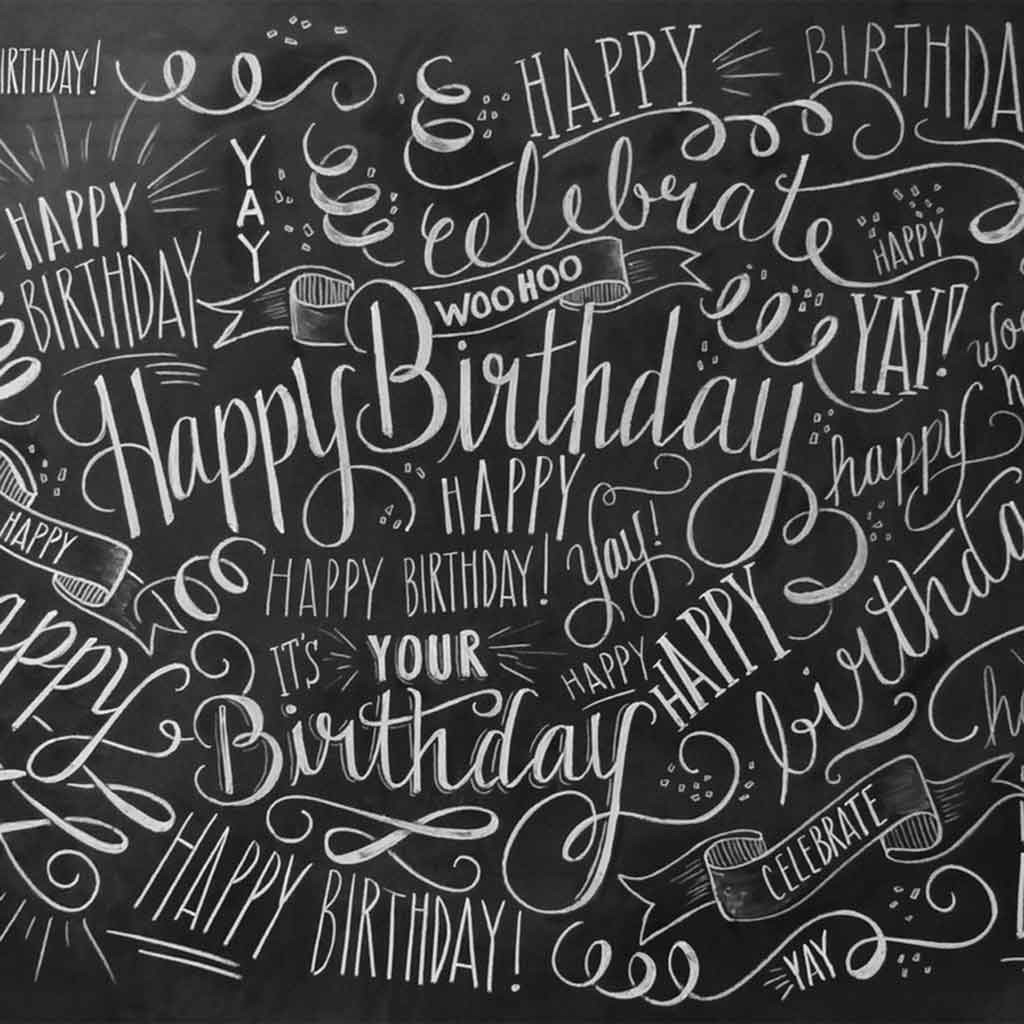 IRTHDAY!
HAPPY
BIRTHDA
YAY
celebrate
HAPPY
BIRTHDAY
HAPPY
WOO HOO
YAY!
Woo
h
Happy Birthday
happy
HAPPY
HAPPY
HAPPY BIRTHDAY!
Yay!
birthda
appy
IT'S YOUR
Birthday
HAPPY
HAPPY
ha
CELEBRATE
HAPPY
BIRTHDAY!
YAY